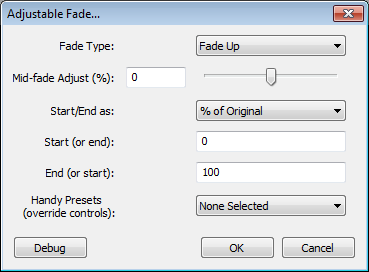 Adjustable Fade...
Fade Type: Fade Up
Mid-fade Adjust (%): 0
Start/End as: % of Original
Start (or end): 0
End (or start): 100
Handy Presets
(override controls): None Selected
Debug OK Cancel